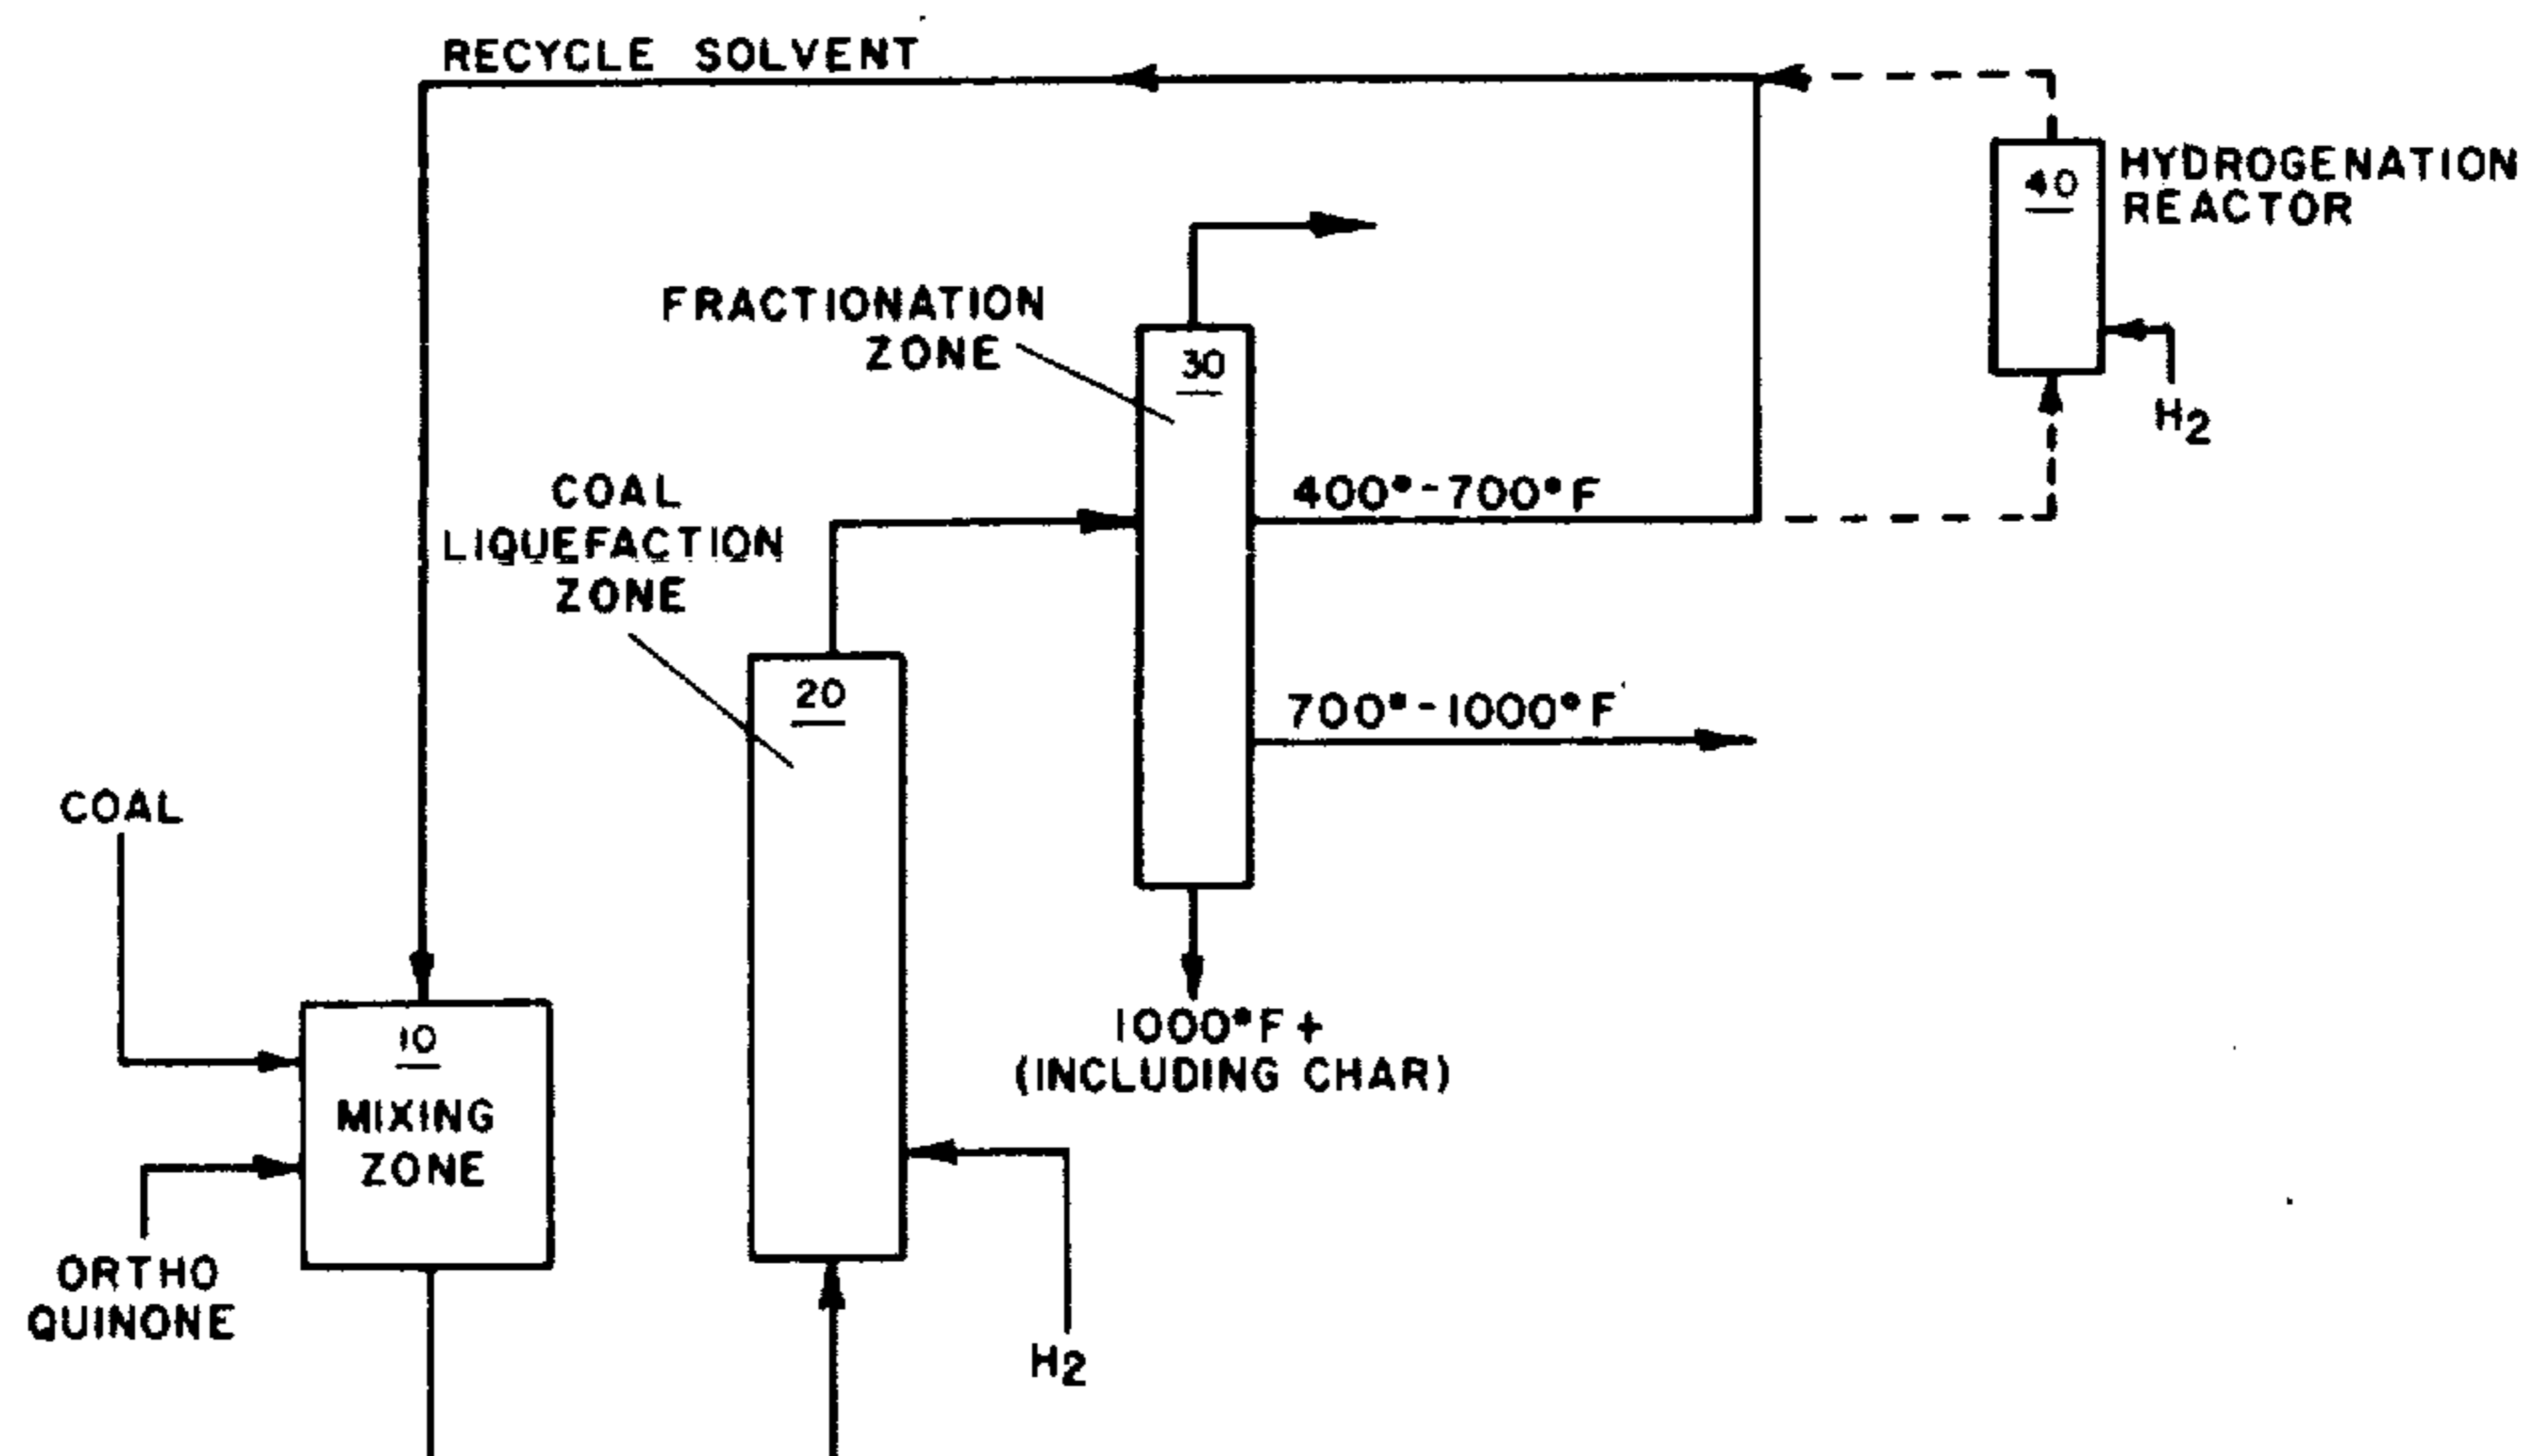 RECYCLE SOLVENT
40
HYDROGENATION
REACTOR
H2
FRACTIONATION
ZONE
30
400°-700°F
COAL
LIQUEFACTION
ZONE
20
700°-1000°F
COAL
10
MIXING
ZONE
1000°F+
(INCLUDING CHAR)
ORTHO
QUINONE
H2